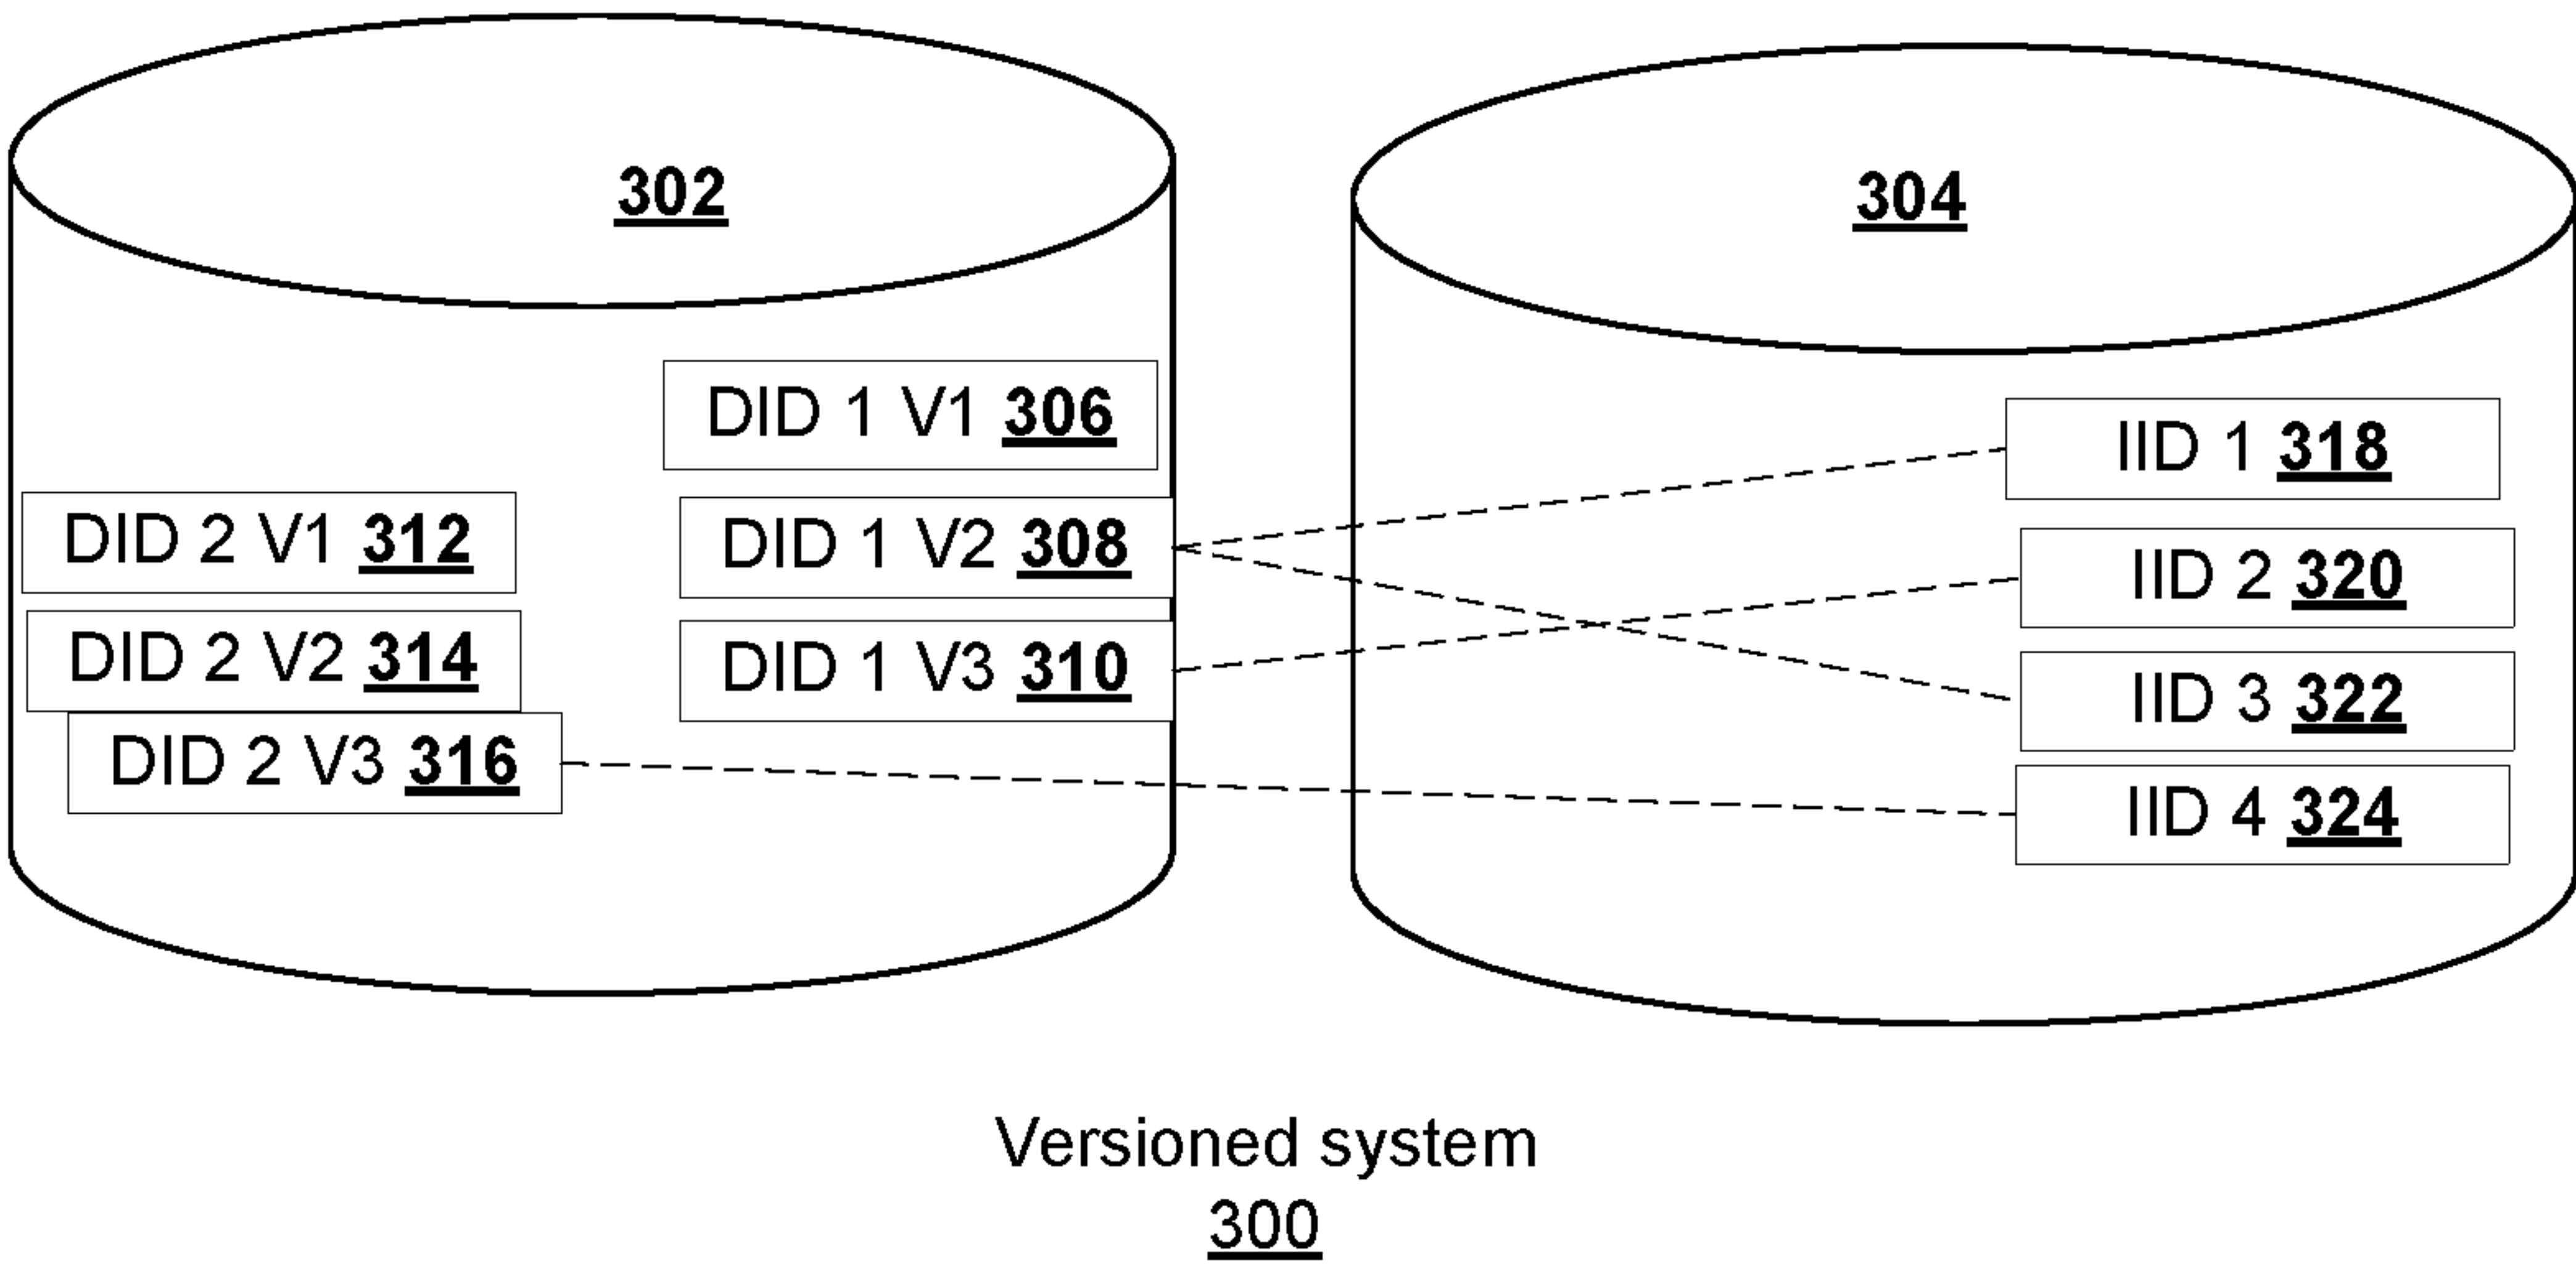 302
304
DID 1 V1 306
DID 2 V1 312
DID 1 V2 308
DID 2 V2 314
DID 1 V3 310
DID 2 V3 316
IID 1 318
IID 2 320
IID 3 322
IID 4 324
Versioned system
300